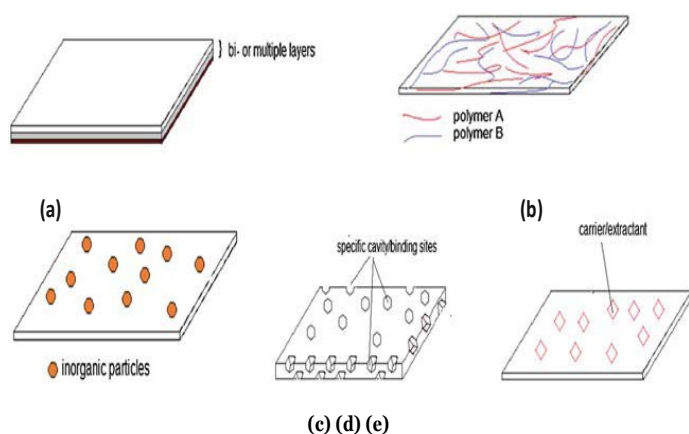 bi- or multiple layers
polymer A
polymer B
(a)
(b)
specific cavity/binding sites
carrier/extractant
inorganic particles
(c) (d) (e)